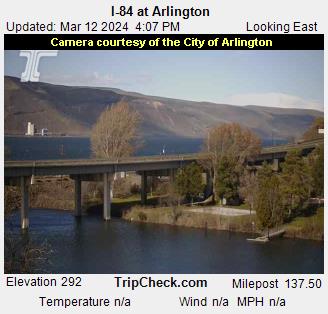 I-84 at Arlington
Updated: Mar 12 2024 4:07 PM Looking East
Camera courtesy of the City of Arlington
Elevation 292 TripCheck.com Milepost 137.50
Temperature n/a Wind n/a MPH n/a